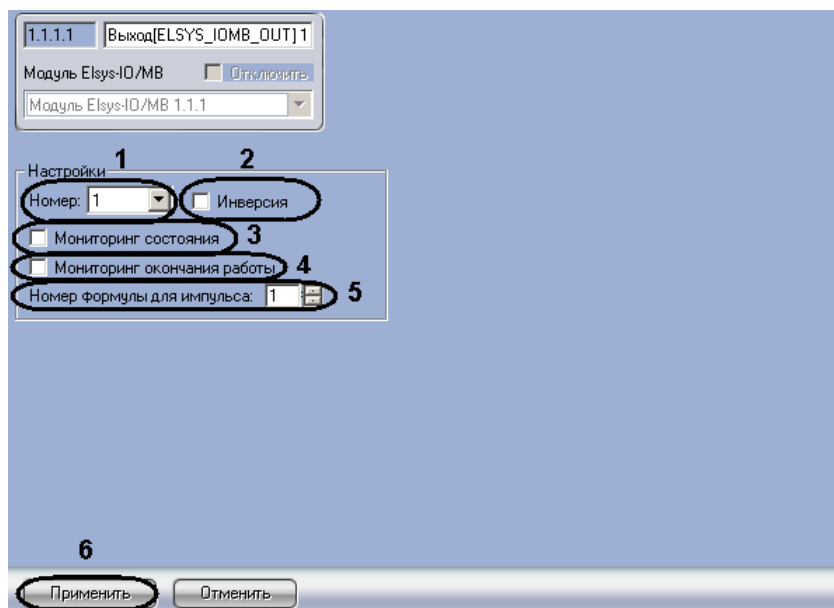 1.1.1.1 Выход[ELSYS_IOMB_OUT] 1
Модуль Elsys-IO/MB Отключить
Модуль Elsys-IO/MB 1.1.1
1 2
Настройки
Номер: 1 Инверсия
Мониторинг состояния 3
Мониторинг окончания работы 4
Номер формулы для импульса: 1 5
6
Применить Отменить